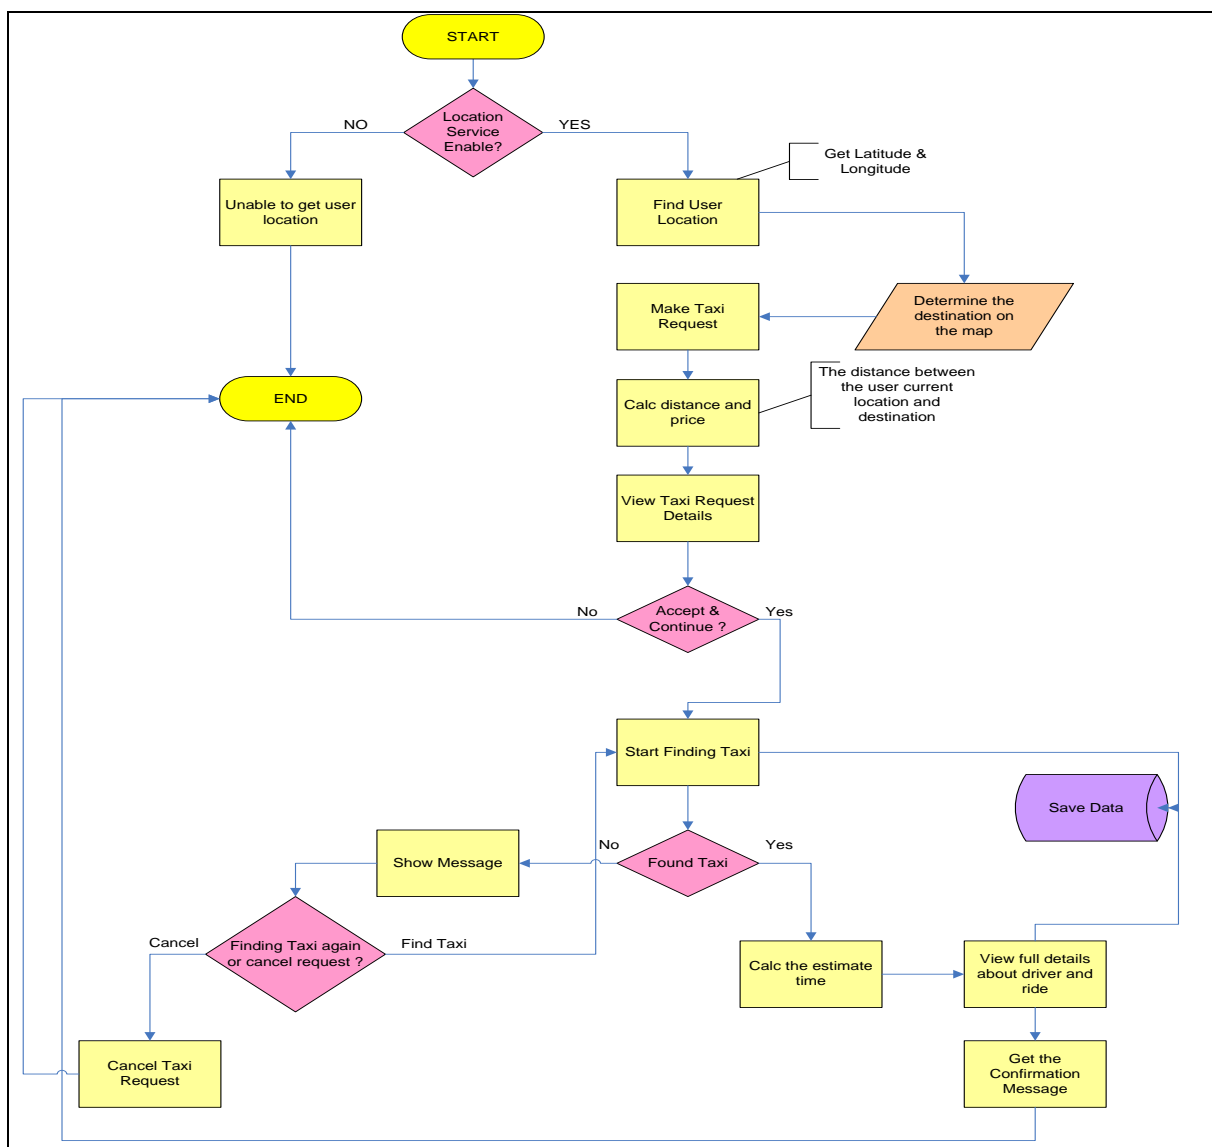 START
Location
Service
Enable?
NO
YES
Get Latitude &
Longitude
Unable to get user
location
Find User
Location
Make Taxi
Request
Determine the
destination on
the map
The distance between
the user current
location and
destination
END
Calc distance and
price
View Taxi Request
Details
No
Accept &
Continue ?
Yes
Start Finding Taxi
Save Data
No
Found Taxi
Yes
Show Message
Cancel
Finding Taxi again
or cancel request ?
Find Taxi
Calc the estimate
time
View full details
about driver and
ride
Cancel Taxi
Request
Get the
Confirmation
Message